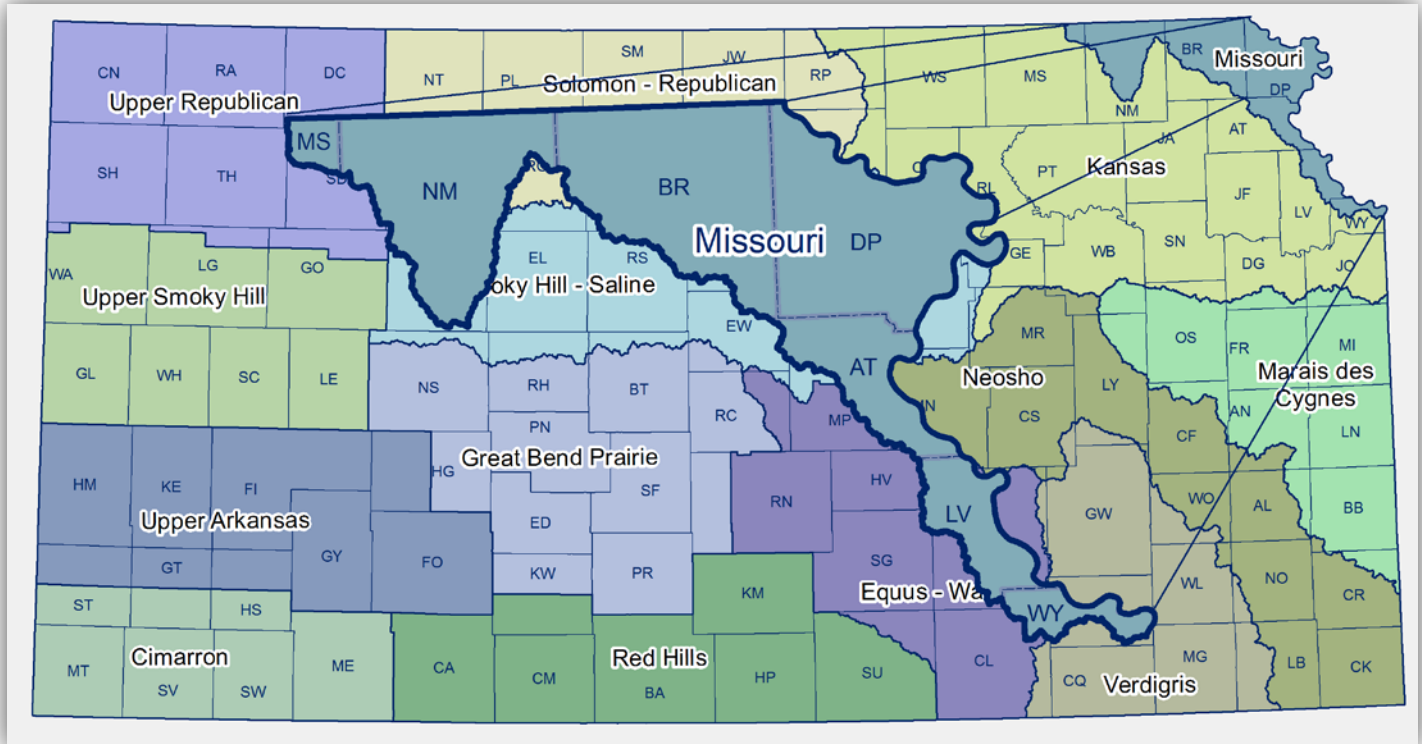 CN
RA
DC
NT
PL
SM
JW
RP
WS
MS
NM
BR
Missouri
DP
Upper Republican
Solomon - Republican
SH
TH
SD
MS
NM
BR
Missouri
DP
RL
PT
JA
AT
Kansas
JF
LV
WY
WA
LG
GO
Upper Smoky Hill
EL
RS
oky Hill - Saline
EW
GE
WB
SN
DG
JO
GL
WH
SC
LE
NS
RH
BT
RC
PN
AT
MP
MR
Neosho
LY
CS
OS
FR
MI
Marais des
Cygnes
AN
LN
CF
HM
KE
FI
Upper Arkansas
GT
GY
FO
HG
Great Bend Prairie
SF
ED
KW
PR
RN
HV
SG
Equus - Wa
LV
WY
GW
WO
AL
BB
WL
NO
CR
ST
HS
MT
Cimarron
SV
SW
ME
CA
CM
Red Hills
BA
KM
HP
SU
CL
CQ
Verdigris
MG
LB
CK